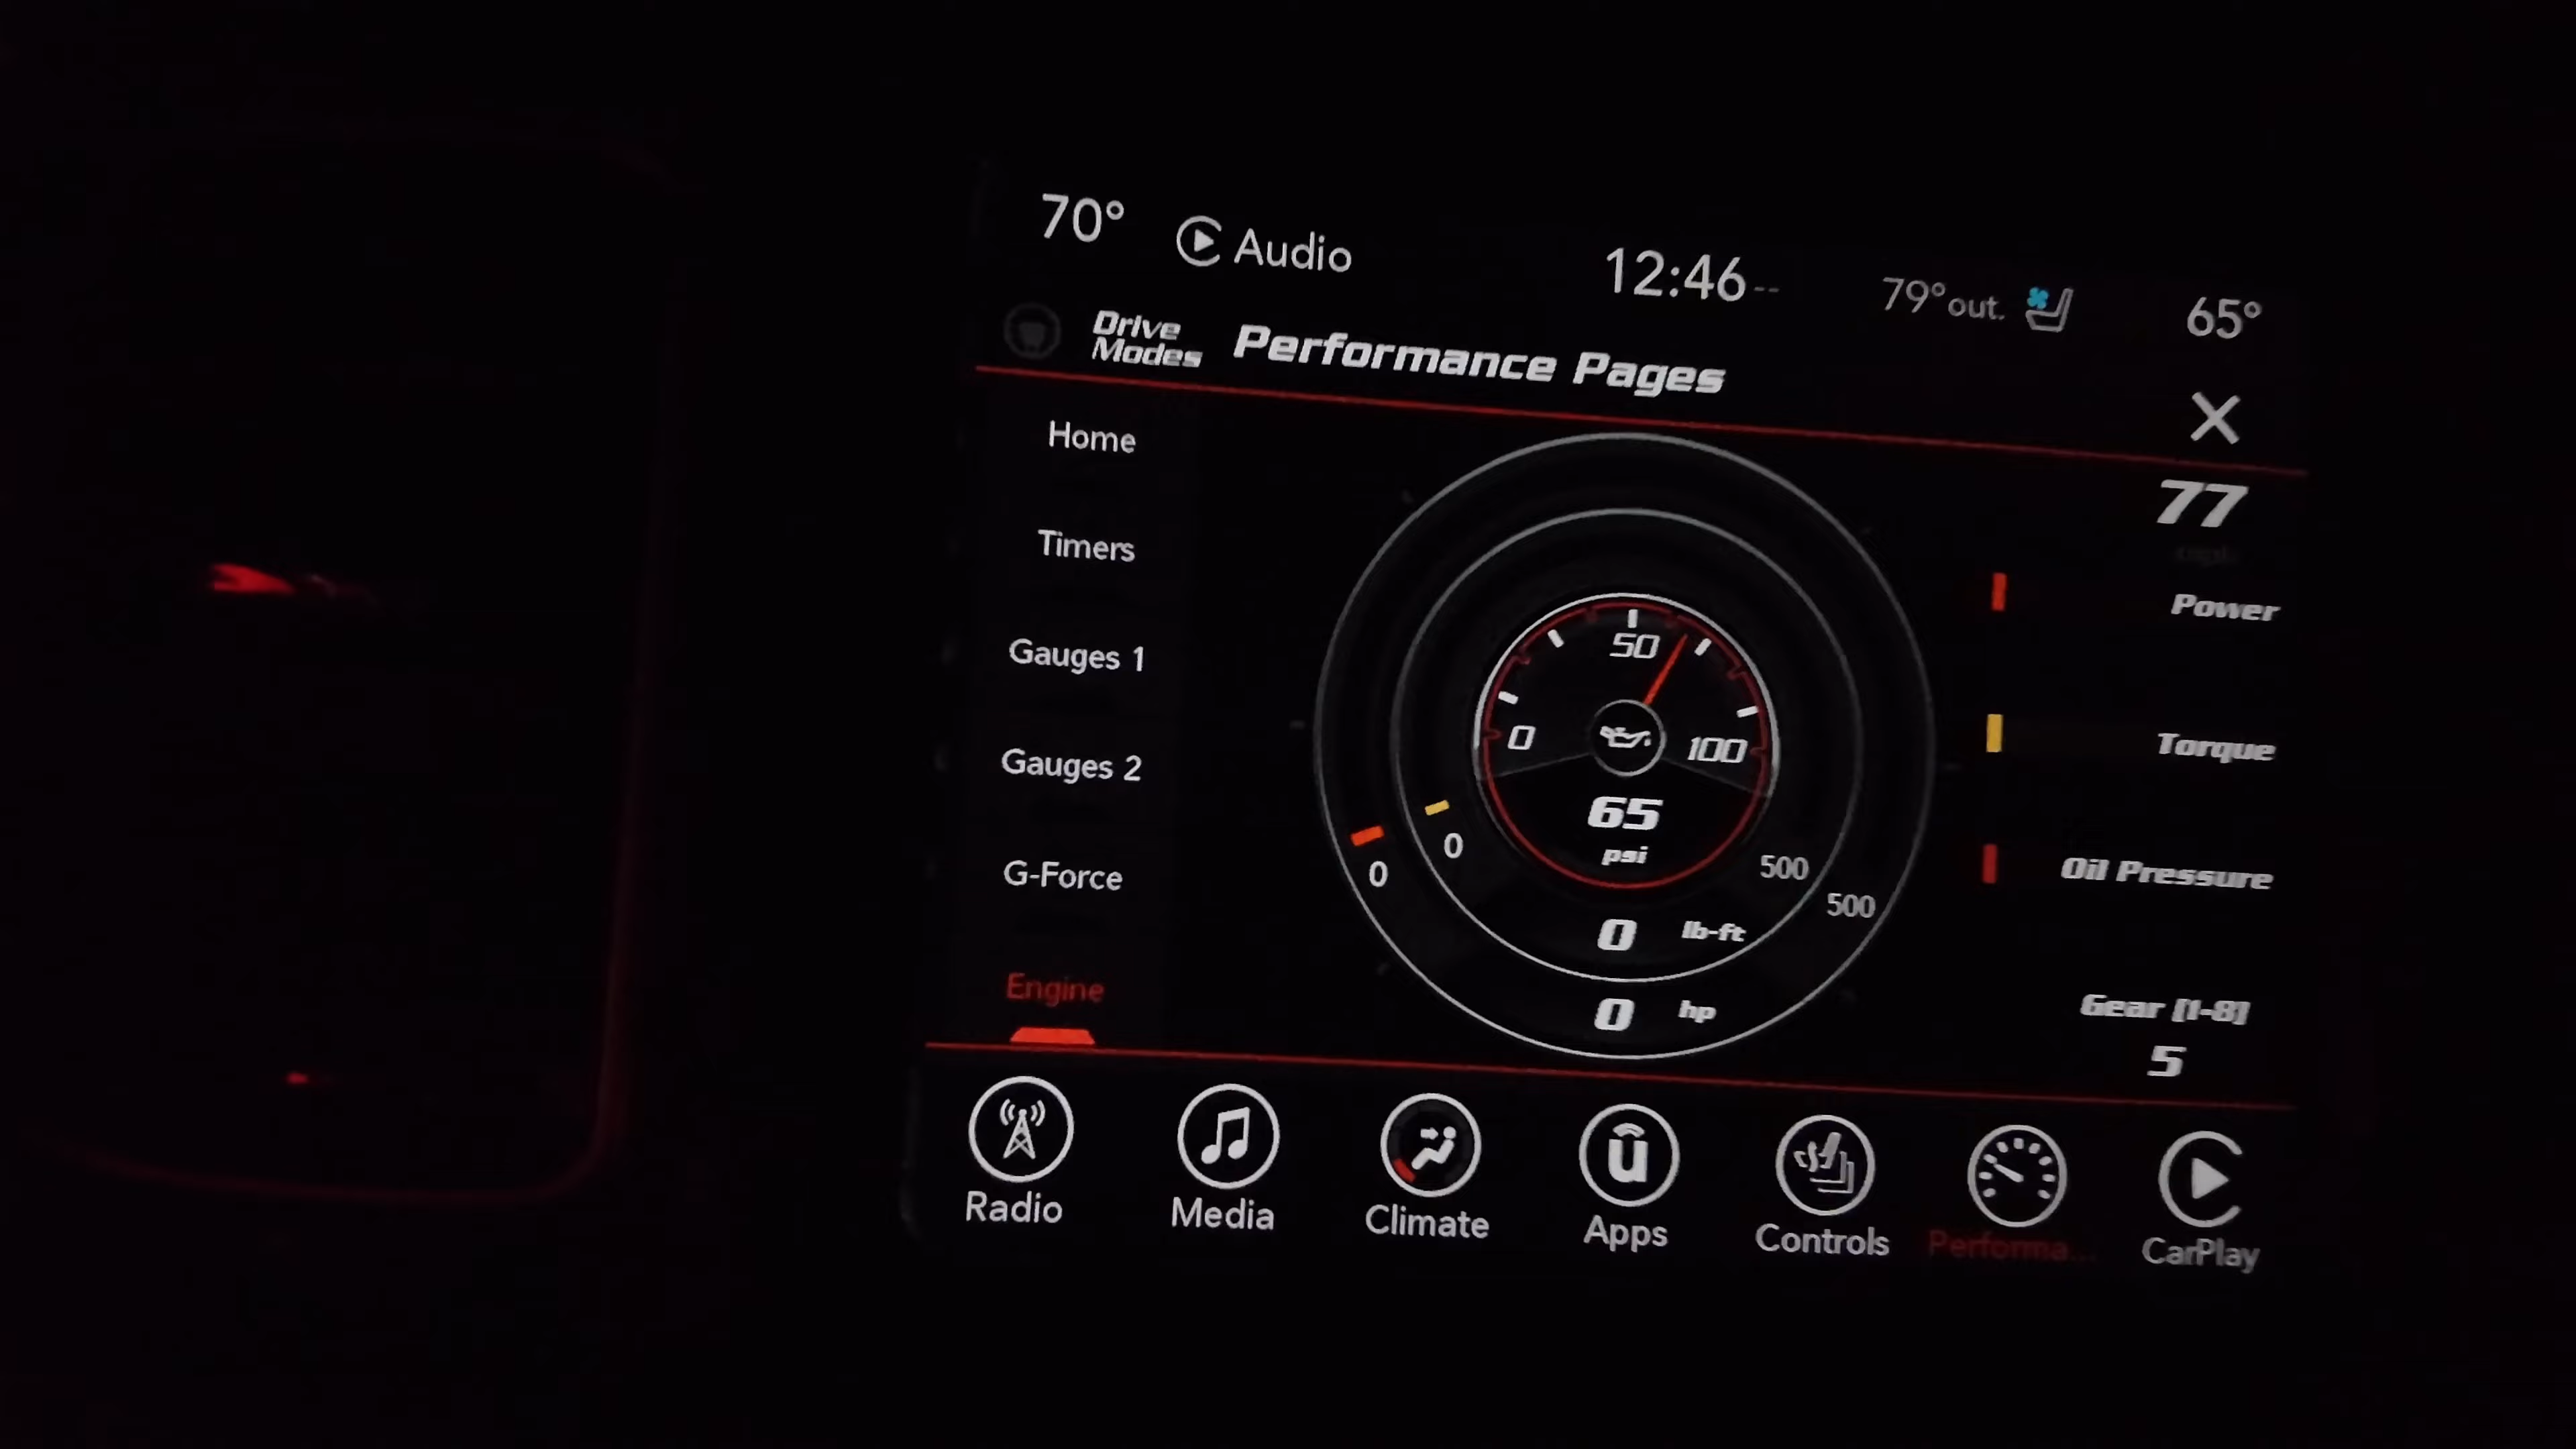 70° Audio 12:46-- 79°out. 65°
Drive
Modes
Performance Pages
Home
Timers
Gauges 1
Gauges 2
G-Force
Engine
50
0
100
65
psi
0
0
500
500
0 lb-ft
0 hp
77
Power
Torque
Oil Pressure
Gear [1-8]
5
Radio
Media
Climate
Apps
Controls
Performa...
CarPlay